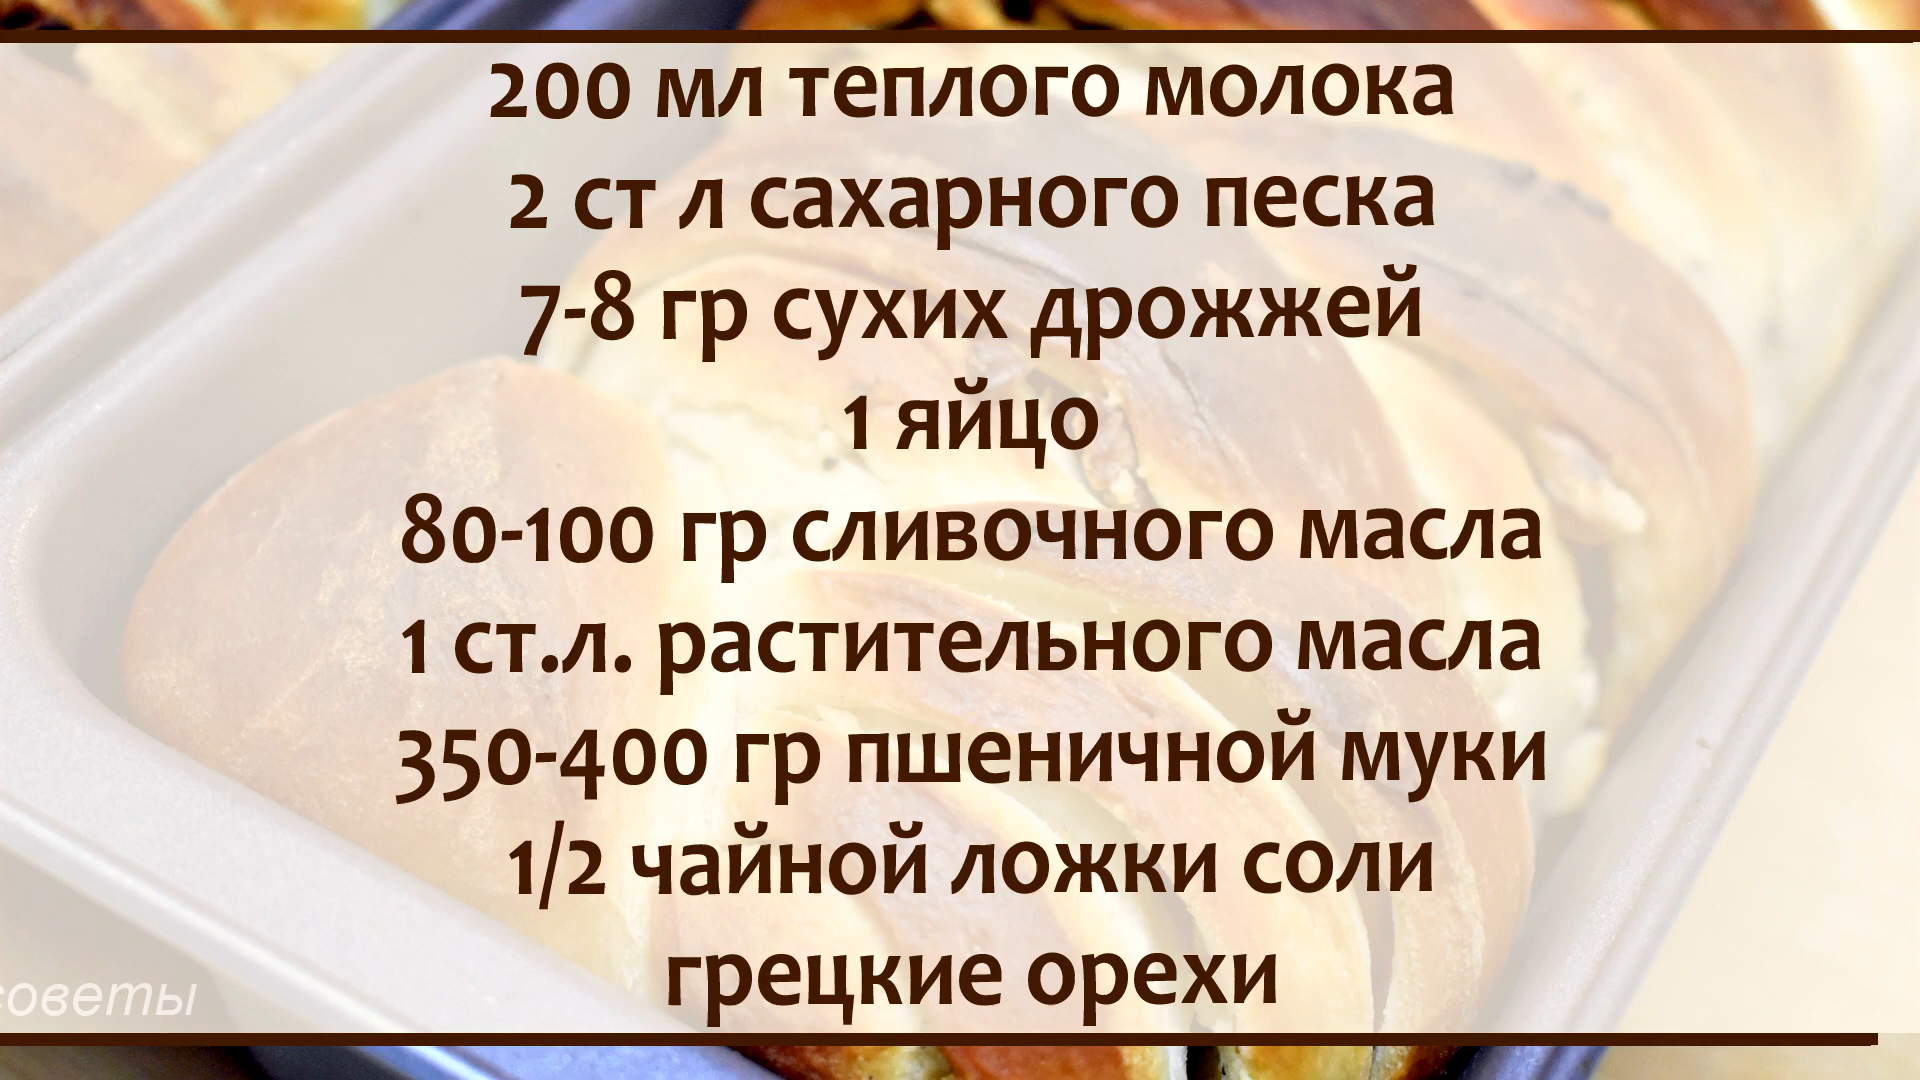 200 мл теплого молока
2 ст л сахарного песка
7-8 гр сухих дрожжей
1 яйцо
80-100 гр сливочного масла
1 ст.л. растительного масла
350-400 гр пшеничной муки
1/2 чайной ложки соли
грецкие орехи
советы